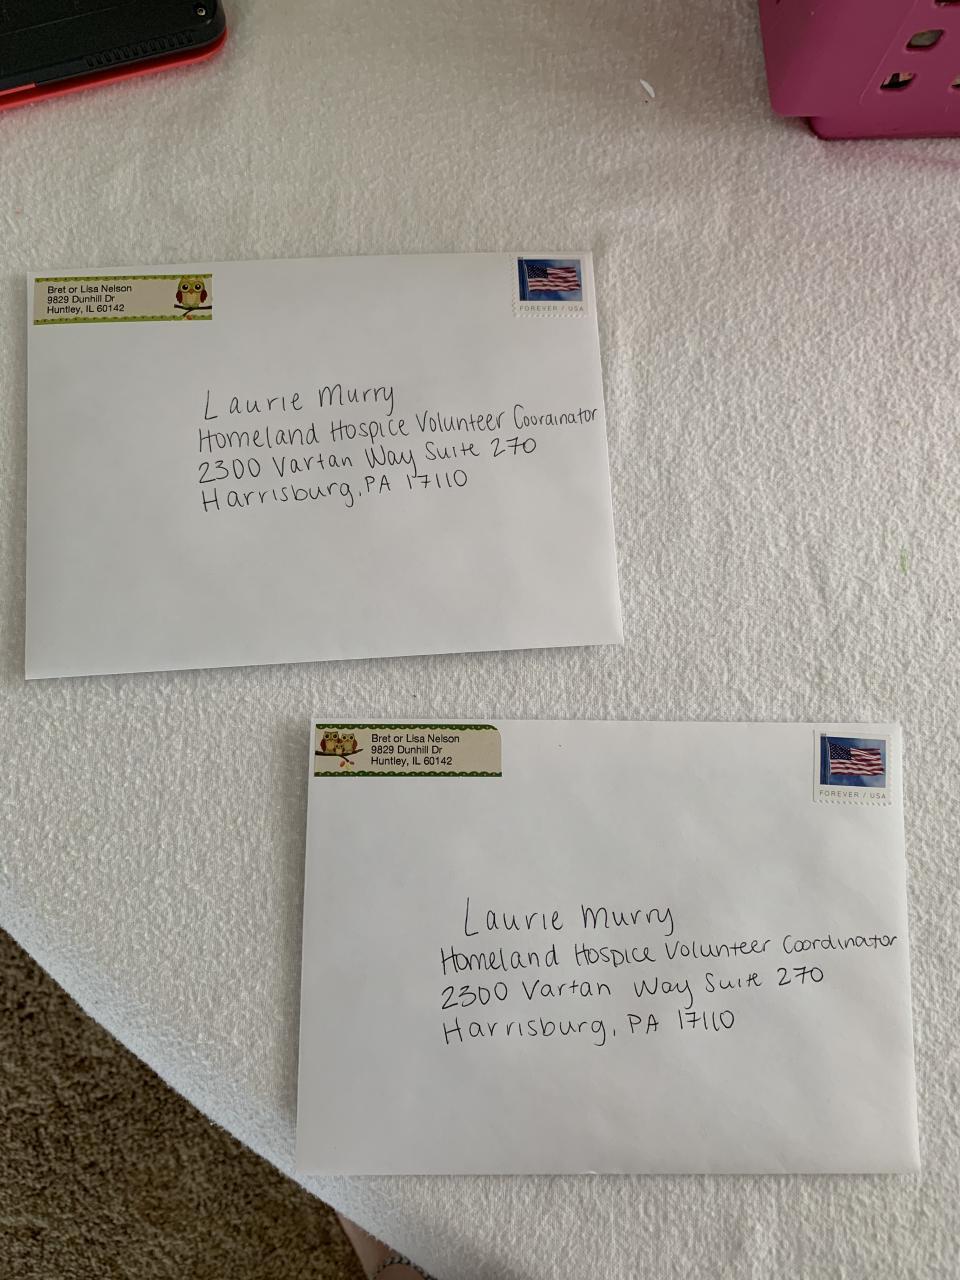 Bret or Lisa Nelson
9829 Dunhill Dr
Huntley, IL 60142
FOREVER / USA
Laurie Murry
Homeland Hospice Volunteer Coordinator
2300 Vartan Way Suite 270
Harrisburg, PA 17110
Bret or Lisa Nelson
9829 Dunhill Dr
Huntley, IL 60142
FOREVER / USA
Laurie Murry
Homeland Hospice Volunteer Coordinator
2300 Vartan Way Suite 270
Harrisburg, PA 17110